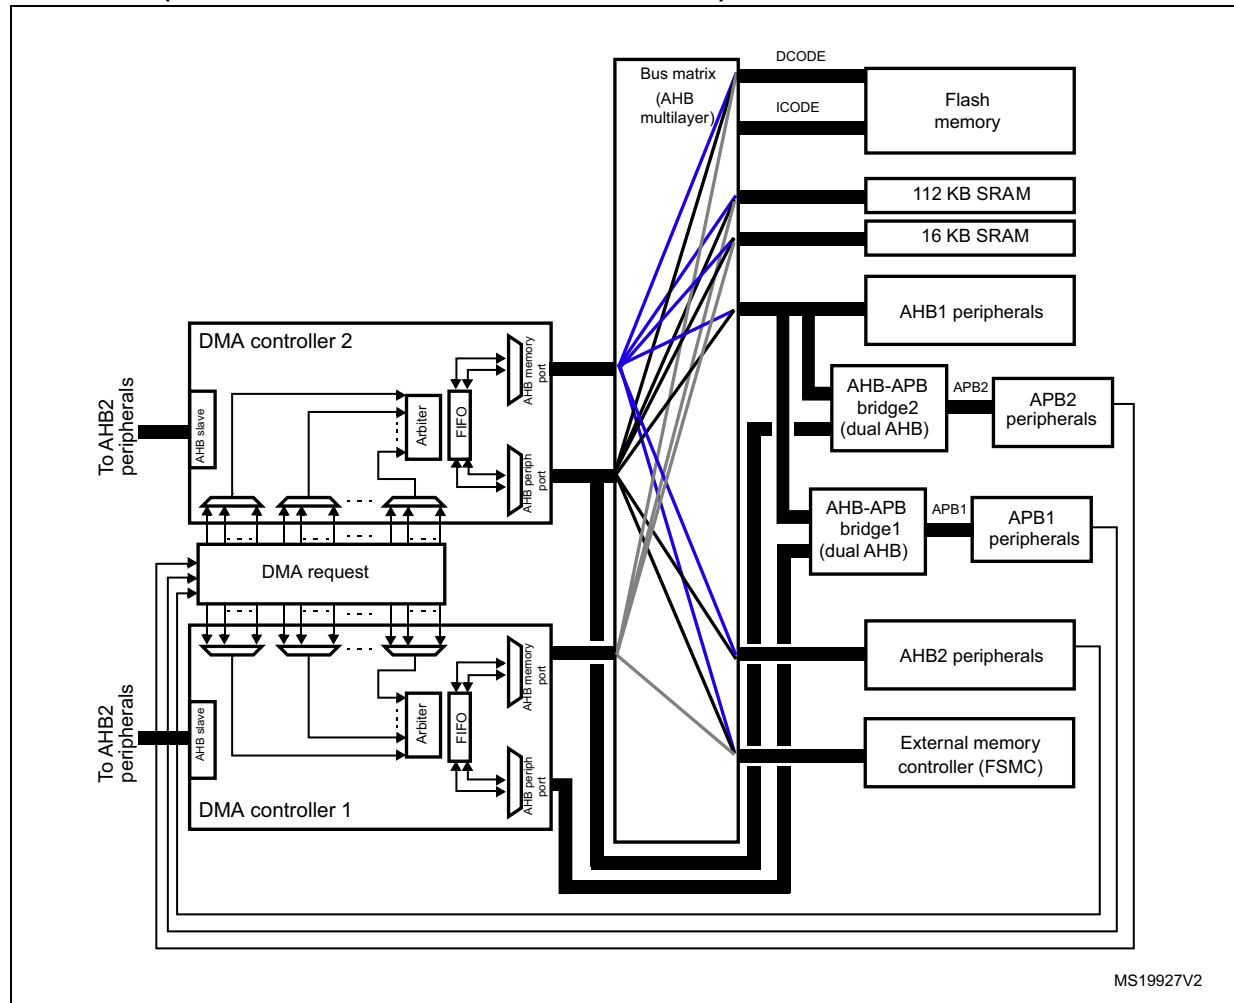 DCODE
Bus matrix
(AHB
multilayer)
ICODE
Flash
memory
112 KB SRAM
16 KB SRAM
AHB1 peripherals
DMA controller 2
To AHB2
peripherals
AHB slave
Arbiter
FIFO
AHB memory
port
AHB periph
port
AHB-APB
bridge2
(dual AHB)
APB2
APB2
peripherals
AHB-APB
bridge1
(dual AHB)
APB1
APB1
peripherals
DMA request
To AHB2
peripherals
AHB slave
Arbiter
FIFO
AHB memory
port
AHB periph
port
DMA controller 1
AHB2 peripherals
External memory
controller (FSMC)
MS19927V2